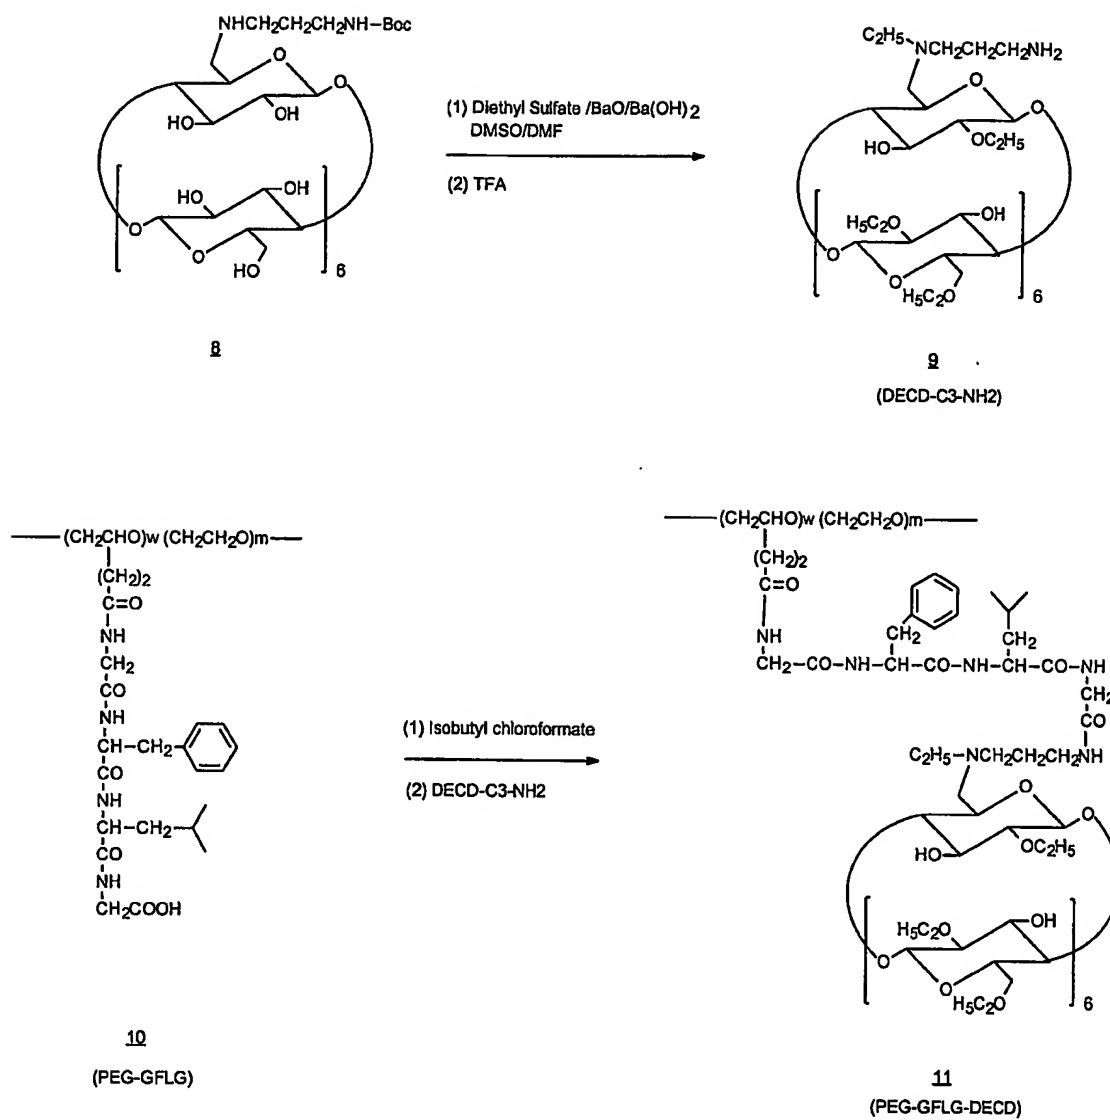 NHCH2CH2CH2NH-Boc
O
O
HO
OH
HO
OH
O
O
HO
6
8
(1) Diethyl Sulfate /BaO/Ba(OH)2
DMSO/DMF
(2) TFA
C2H5
NCH2CH2CH2NH2
O
O
HO
OC2H5
H5C2O
OH
O
O
H5C2O
6
9
(DECD-C3-NH2)
(CH2CHO)w (CH2CH2O)m
(CH2)2
C=O
NH
CH2
CO
NH
CH-CH2
CO
NH
CH-CH2
CO
NH
CH2COOH
10
(PEG-GFLG)
(1) Isobutyl chloroformate
(2) DECD-C3-NH2
(CH2CHO)w (CH2CH2O)m
(CH2)2
C=O
NH
CH2
CH2-CO-NH-CH-CO-NH-CH-CO-NH
CH2
CH2
CO
C2H5-NCH2CH2CH2NH
O
O
HO
OC2H5
H5C2O
OH
O
O
H5C2O
6
11
(PEG-GFLG-DECD)